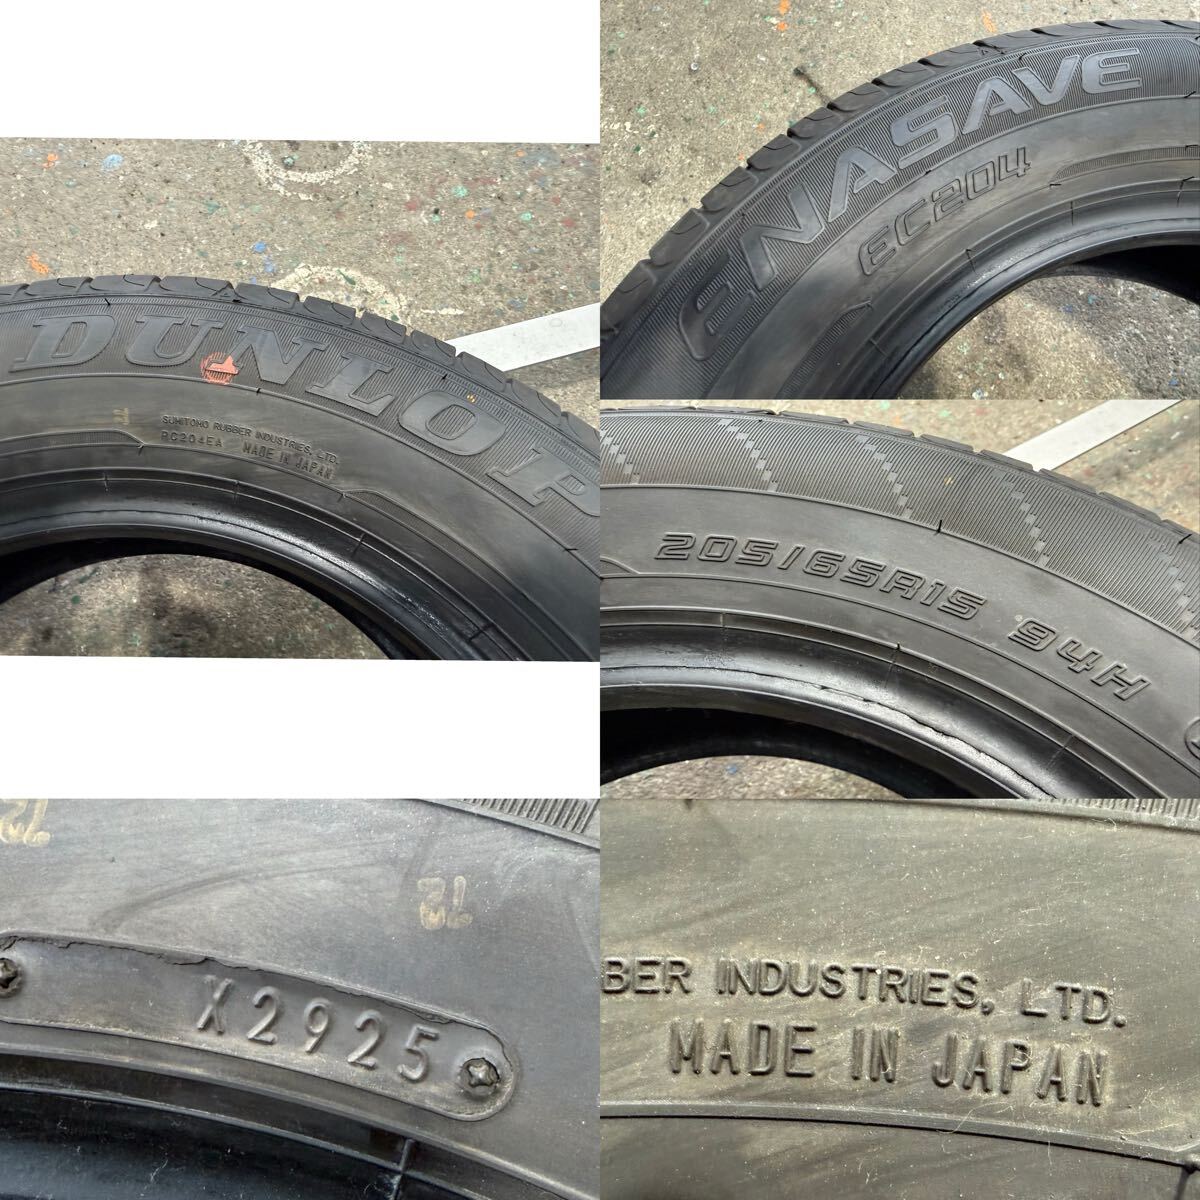 DUNLOP
SUMITOMO RUBBER INDUSTRIES, LTD.
RC204EA MADE IN JAPAN
ENASAVE
EC204
205/65R15 94H
X2925
BER INDUSTRIES, LTD.
MADE IN JAPAN